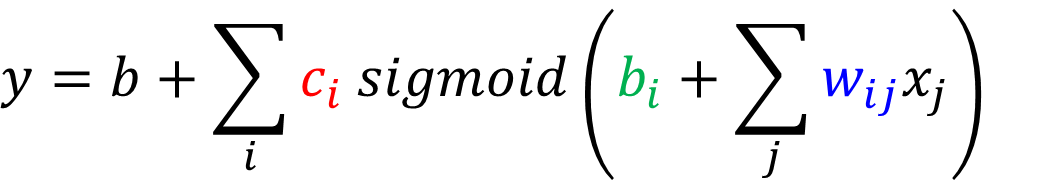 y = b + ∑_i c_i sigmoid( b_i + ∑_j w_ij x_j )